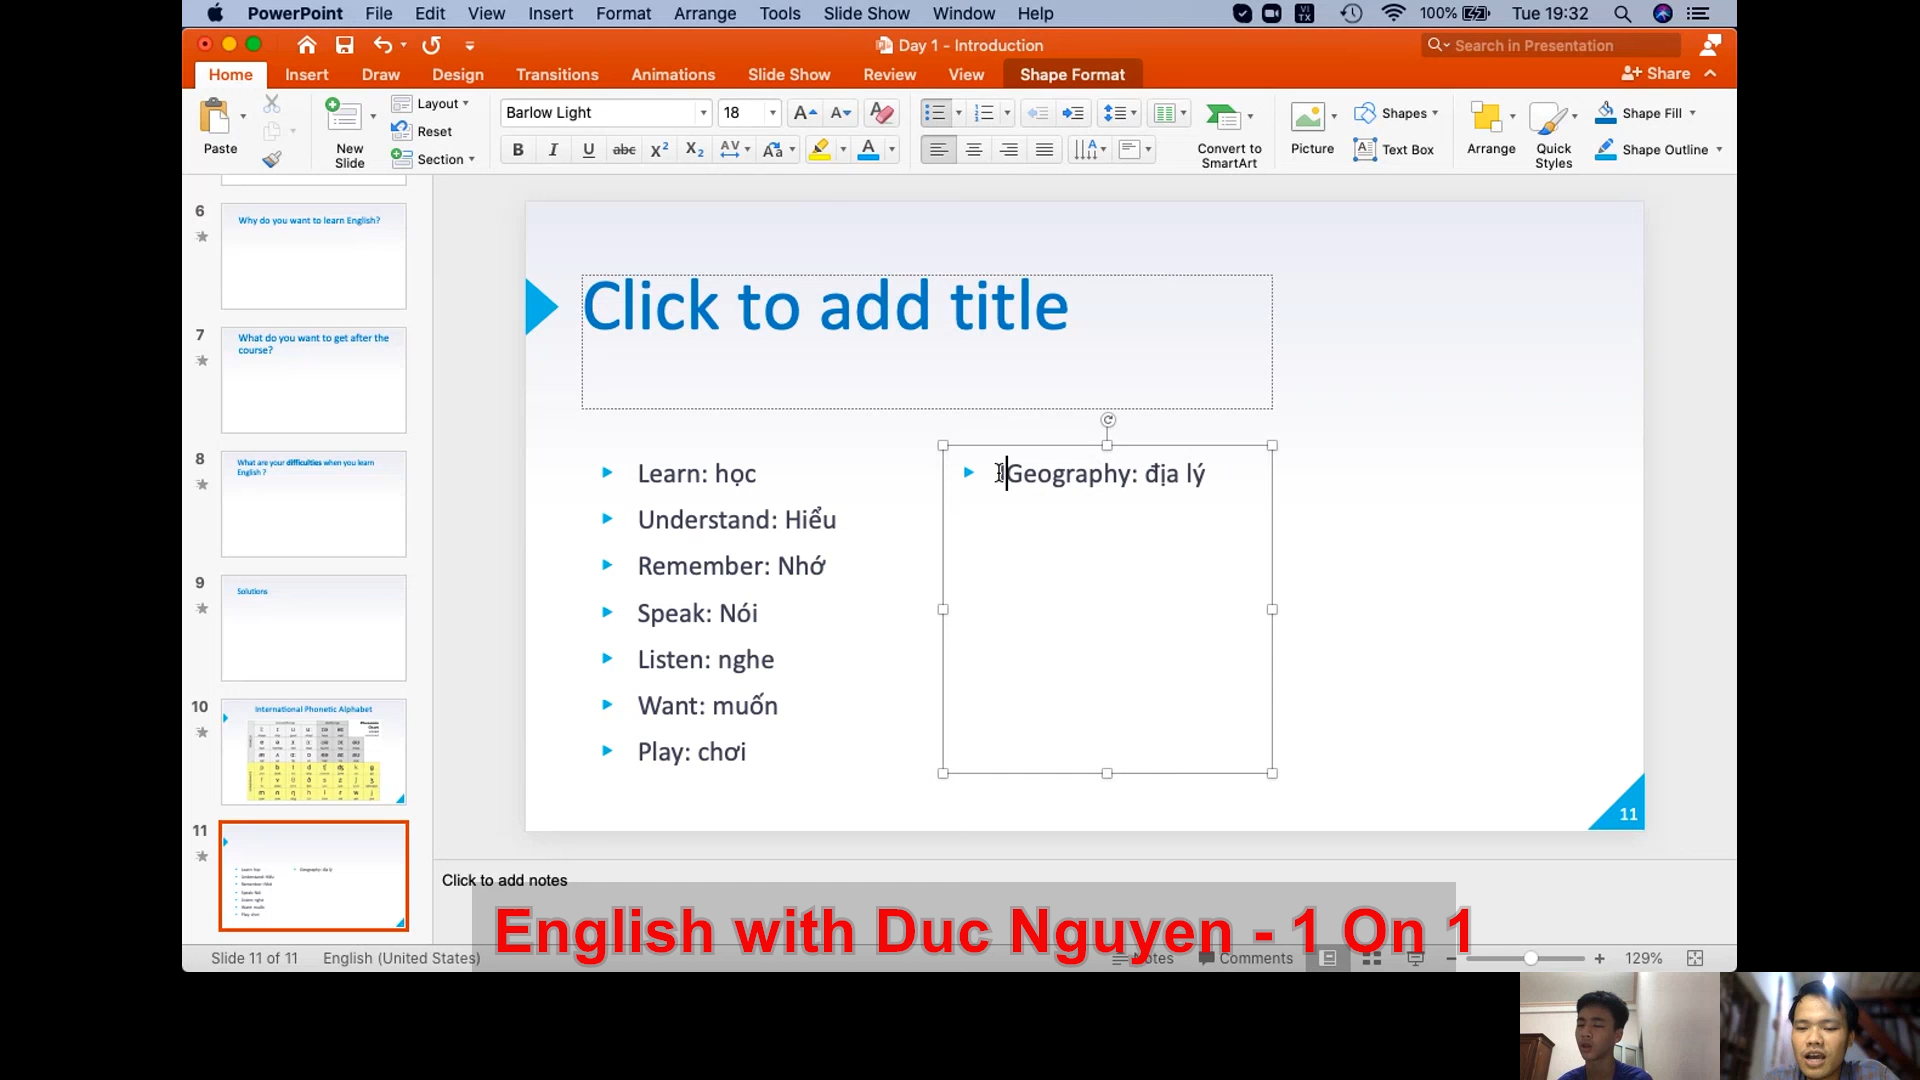 PowerPoint File Edit View Insert Format Arrange Tools Slide Show Window Help VI TX 100% Tue 19:32
Day 1 - Introduction
Search in Presentation
Home Insert Draw Design Transitions Animations Slide Show Review View Shape Format Share
Paste
New Slide
Layout
Reset
Section
Barlow Light 18
Convert to SmartArt
Picture
Shapes
Text Box
Arrange
Quick Styles
Shape Fill
Shape Outline
6
Why do you want to learn English?
7
What do you want to get after the course?
8
What are your difficulties when you learn English ?
9
Solutions
10
International Phonetic Alphabet
11
Click to add title
Learn: học
Understand: Hiểu
Remember: Nhớ
Speak: Nói
Listen: nghe
Want: muốn
Play: chơi
Geography: địa lý
11
Click to add notes
English with Duc Nguyen - 1 On 1
Slide 11 of 11 English (United States) Notes Comments 129%